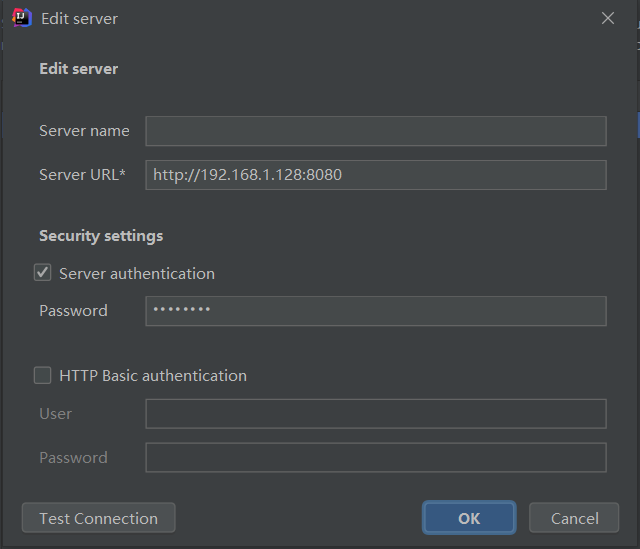 IJ
Edit server
Edit server
Server name
Server URL* http://192.168.1.128:8080
Security settings
Server authentication
Password ••••••••
HTTP Basic authentication
User
Password
Test Connection OK Cancel